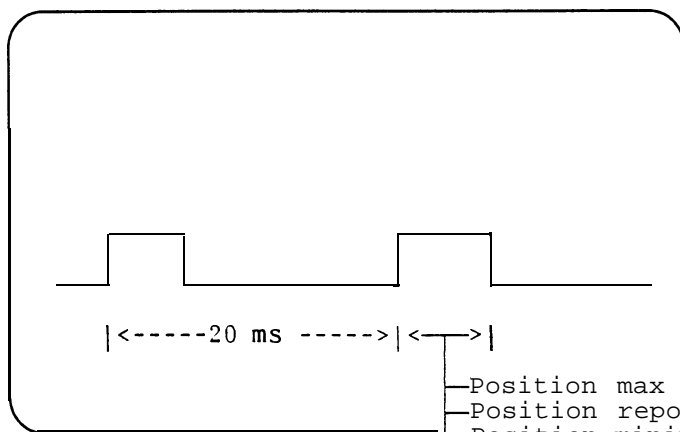 |<-----20 ms ----->|<--->|
Position max
Position repo